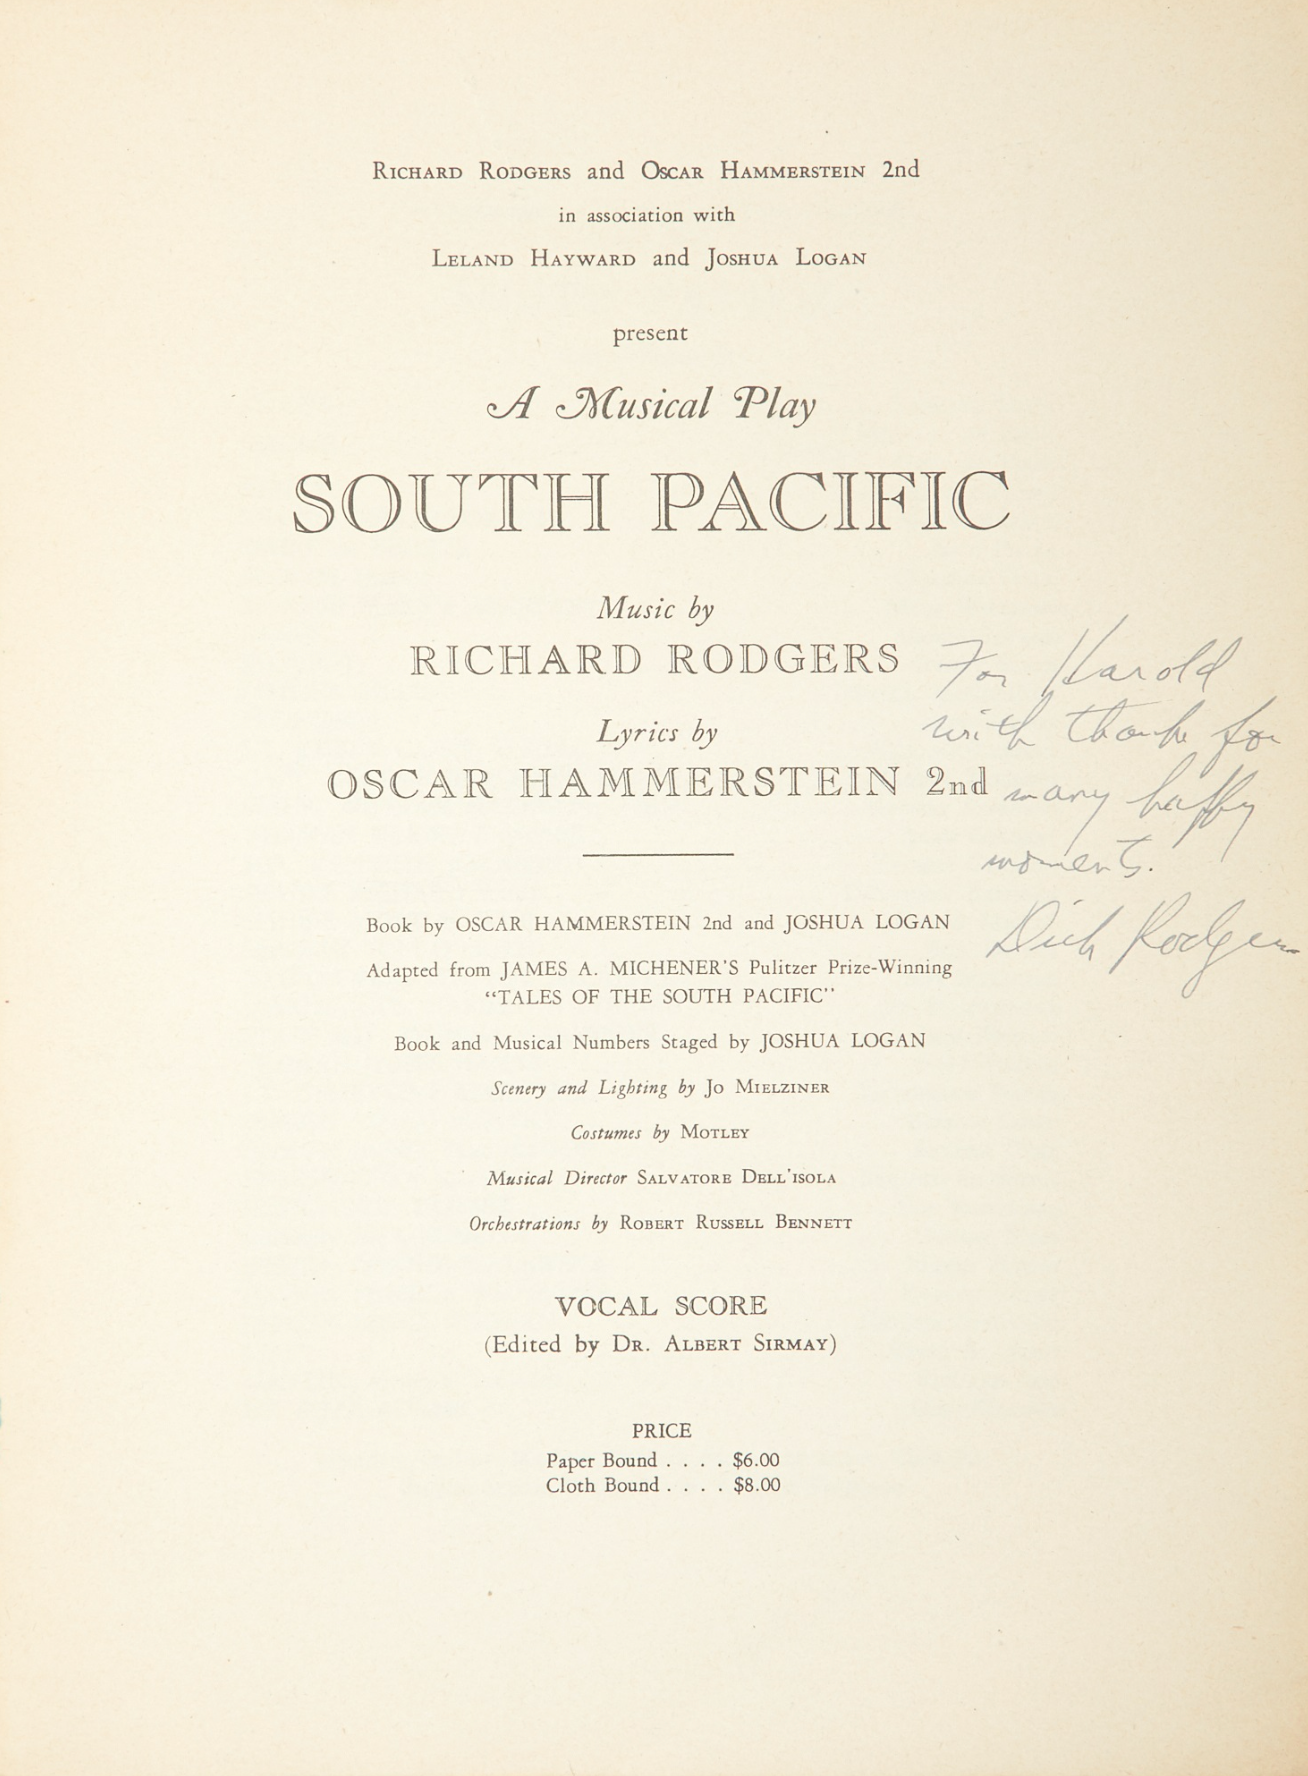 RICHARD RODGERS and OSCAR HAMMERSTEIN 2nd
in association with
LELAND HAYWARD and JOSHUA LOGAN
present
A Musical Play
SOUTH PACIFIC
Music by
RICHARD RODGERS
Lyrics by
OSCAR HAMMERSTEIN 2nd
For Harold
with thanks for
many happy
moments.
Dick Rodgers
Book by OSCAR HAMMERSTEIN 2nd and JOSHUA LOGAN
Adapted from JAMES A. MICHENER'S Pulitzer Prize-Winning
"TALES OF THE SOUTH PACIFIC"
Book and Musical Numbers Staged by JOSHUA LOGAN
Scenery and Lighting by JO MIELZINER
Costumes by MOTLEY
Musical Director SALVATORE DELL'ISOLA
Orchestrations by ROBERT RUSSELL BENNETT
VOCAL SCORE
(Edited by DR. ALBERT SIRMAY)
PRICE
Paper Bound . . . . $6.00
Cloth Bound . . . . $8.00